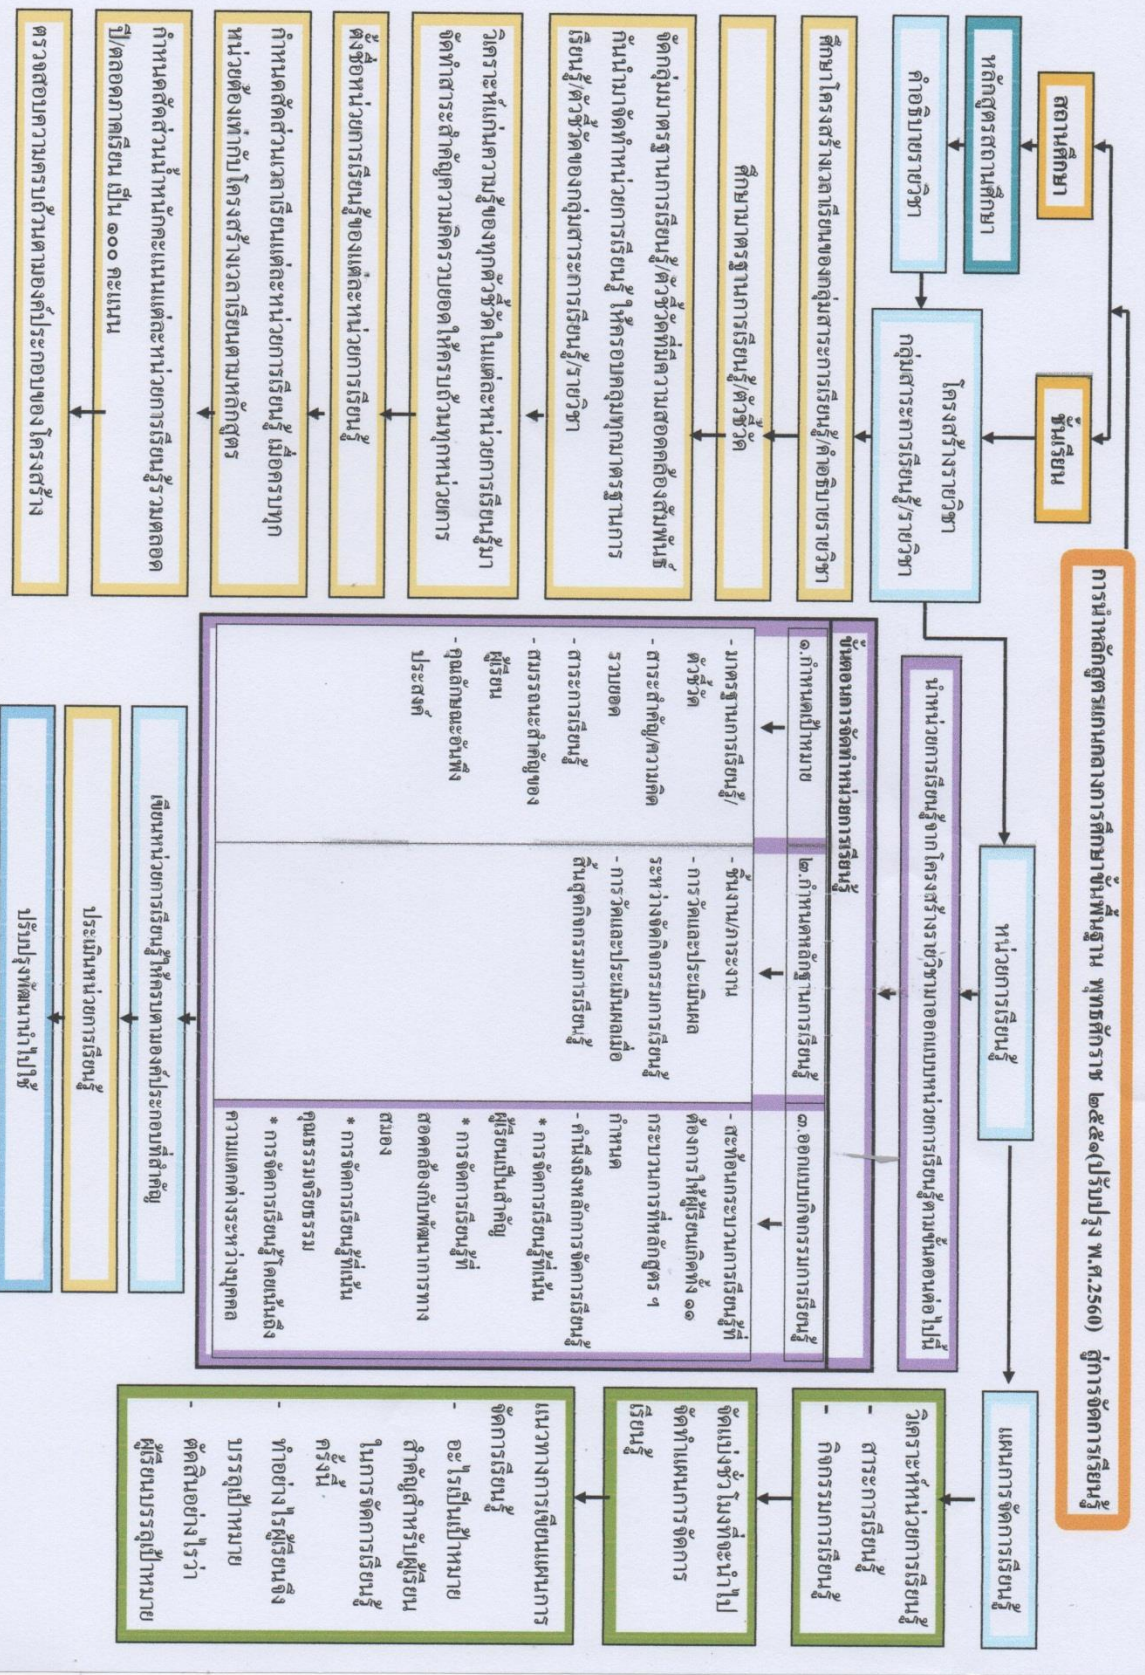 การนำหลักสูตรแกนกลางการศึกษาขั้นพื้นฐาน พุทธศักราช ๒๕๕๑(ปรับปรุง พ.ศ.2560) สู่การจัดการเรียนรู้
สถานศึกษา
หลักสูตรสถานศึกษา
คำอธิบายรายวิชา
ชั้นเรียน
โครงสร้างรายวิชา
กลุ่มสาระการเรียนรู้/รายวิชา
ศึกษาโครงสร้างเวลาเรียนของกลุ่มสาระการเรียนรู้/คำอธิบายรายวิชา
ศึกษามาตรฐานการเรียนรู้/ตัวชี้วัด
จัดกลุ่มมาตรฐานการเรียนรู้/ตัวชี้วัดที่มีความสอดคล้องสัมพันธ์
กันนำมาจัดทำหน่วยการเรียนรู้ ให้ครอบคลุมทุกมาตรฐานการ
เรียนรู้/ตัวชี้วัดของกลุ่มสาระการเรียนรู้/รายวิชา
วิเคราะห์แก่นความรู้ของทุกตัวชี้วัดในแต่ละหน่วยการเรียนรู้มา
จัดทำสาระสำคัญความคิดรวบยอดให้ครบถ้วนทุกหน่วยการ
ตั้งชื่อหน่วยการเรียนรู้ของแต่ละหน่วยการเรียนรู้
กำหนดสัดส่วนเวลาเรียนแต่ละหน่วยการเรียนรู้ เมื่อครบทุก
หน่วยต้องเท่ากับโครงสร้างเวลาเรียนตามหลักสูตร
กำหนดสัดส่วนน้ำหนักคะแนนแต่ละหน่วยการเรียนรู้รวมตลอด
ปี/ตลอดภาคเรียน เป็น ๑๐๐ คะแนน
ตรวจสอบความครบถ้วนตามองค์ประกอบของโครงสร้าง
หน่วยการเรียนรู้
นำหน่วยการเรียนรู้จากโครงสร้างรายวิชามาออกแบบหน่วยการเรียนรู้ตามขั้นตอนต่อไปนี้
ขั้นตอนการจัดทำหน่วยการเรียนรู้
๑.กำหนดเป้าหมาย
- มาตรฐานการเรียนรู้/
ตัวชี้วัด
- สาระสำคัญ/ความคิด
รวบยอด
- สาระการเรียนรู้
- สมรรถนะสำคัญของ
ผู้เรียน
- คุณลักษณะอันพึง
ประสงค์
๒.กำหนดหลักฐานการเรียนรู้
- ชิ้นงาน/ภาระงาน
- การวัดและประเมินผล
ระหว่างจัดกิจกรรมการเรียนรู้
- การวัดและประเมินผลเมื่อ
สิ้นสุดกิจกรรมการเรียนรู้
๓.ออกแบบกิจกรรมการเรียนรู้
- สะท้อนกระบวนการเรียนรู้ที่
ต้องการ ให้ผู้เรียนเกิดทั้ง ๑๑
กระบวนการที่หลักสูตร ฯ
กำหนด
- คำนึงถึงหลักการจัดการเรียนรู้
* การจัดการเรียนรู้ที่เน้น
ผู้เรียนเป็นสำคัญ
* การจัดการเรียนรู้ที่
สอดคล้องกับพัฒนาการทาง
สมอง
* การจัดการเรียนรู้ที่เน้น
คุณธรรมจริยธรรม
* การจัดการเรียนรู้โดยเน้นถึง
ความแตกต่างระหว่างบุคคล
เขียนหน่วยการเรียนรู้ให้ครบตามองค์ประกอบที่สำคัญ
ประเมินหน่วยการเรียนรู้
ปรับปรุงพัฒนานำไปใช้
แผนการจัดการเรียนรู้
วิเคราะห์หน่วยการเรียนรู้
- สาระการเรียนรู้
- กิจกรรมการเรียนรู้
จัดแบ่งชั่วโมงที่จะนำไป
จัดทำแผนการจัดการ
เรียนรู้
แนวทางการเขียนแผนการ
จัดการเรียนรู้
- อะไรเป็นเป้าหมาย
สำคัญสำหรับผู้เรียน
ในการจัดการเรียนรู้
ครั้งนี้
- ทำอย่างไรผู้เรียนจึง
บรรลุเป้าหมาย
- ตัดสินอย่างไรว่า
ผู้เรียนบรรลุเป้าหมาย